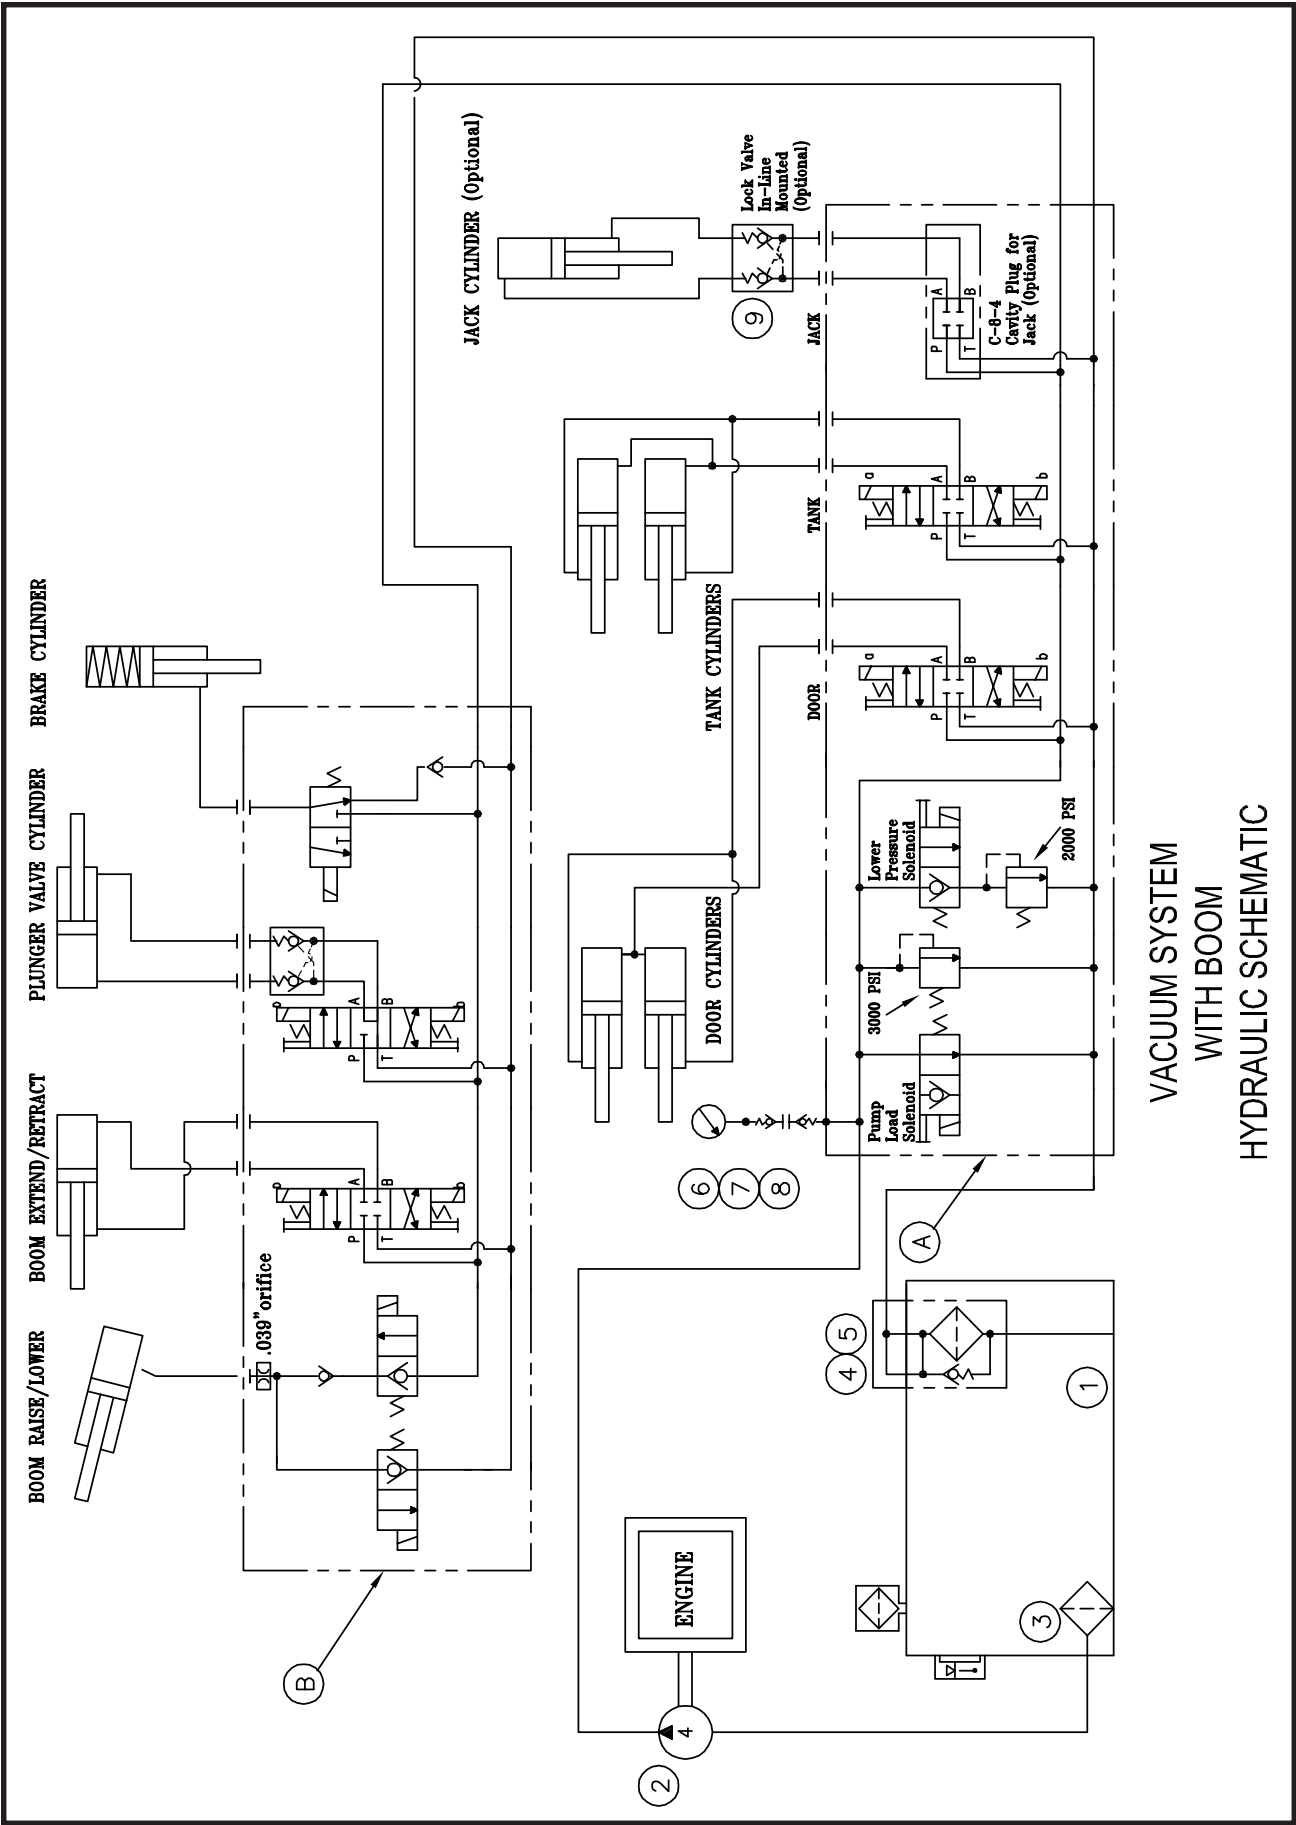 BOOM RAISE/LOWER
BOOM EXTEND/RETRACT
PLUNGER VALVE CYLINDER
BRAKE CYLINDER
.039" orifice
P
T
A
B
P
T
A
B
B
JACK CYLINDER (Optional)
Lock Valve
In-Line
Mounted
(Optional)
9
TANK CYLINDERS
DOOR CYLINDERS
6
7
8
DOOR
TANK
JACK
P
T
A
B
a
b
P
T
A
B
a
b
P
T
A
B
C-8-4
Cavity Plug for
Jack (Optional)
Pump
Load
Solenoid
3000 PSI
Lower
Pressure
Solenoid
2000 PSI
A
4
5
1
3
ENGINE
4
2
VACUUM SYSTEM
WITH BOOM
HYDRAULIC SCHEMATIC